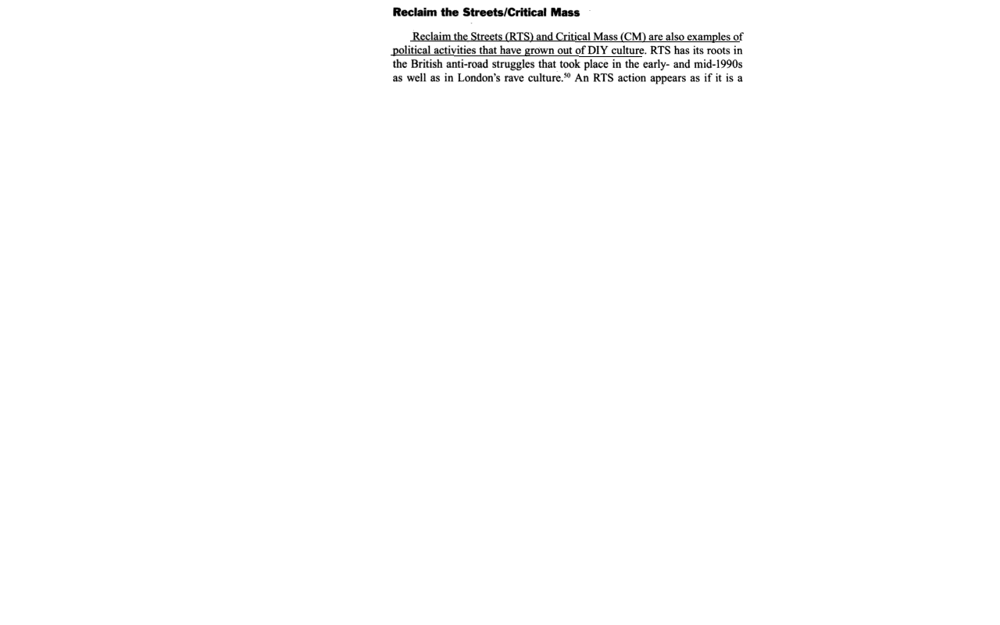 Reclaim the Streets/Critical Mass
Reclaim the Streets (RTS) and Critical Mass (CM) are also examples of
political activities that have grown out of DIY culture. RTS has its roots in
the British anti-road struggles that took place in the early- and mid-1990s
as well as in London's rave culture.50 An RTS action appears as if it is a